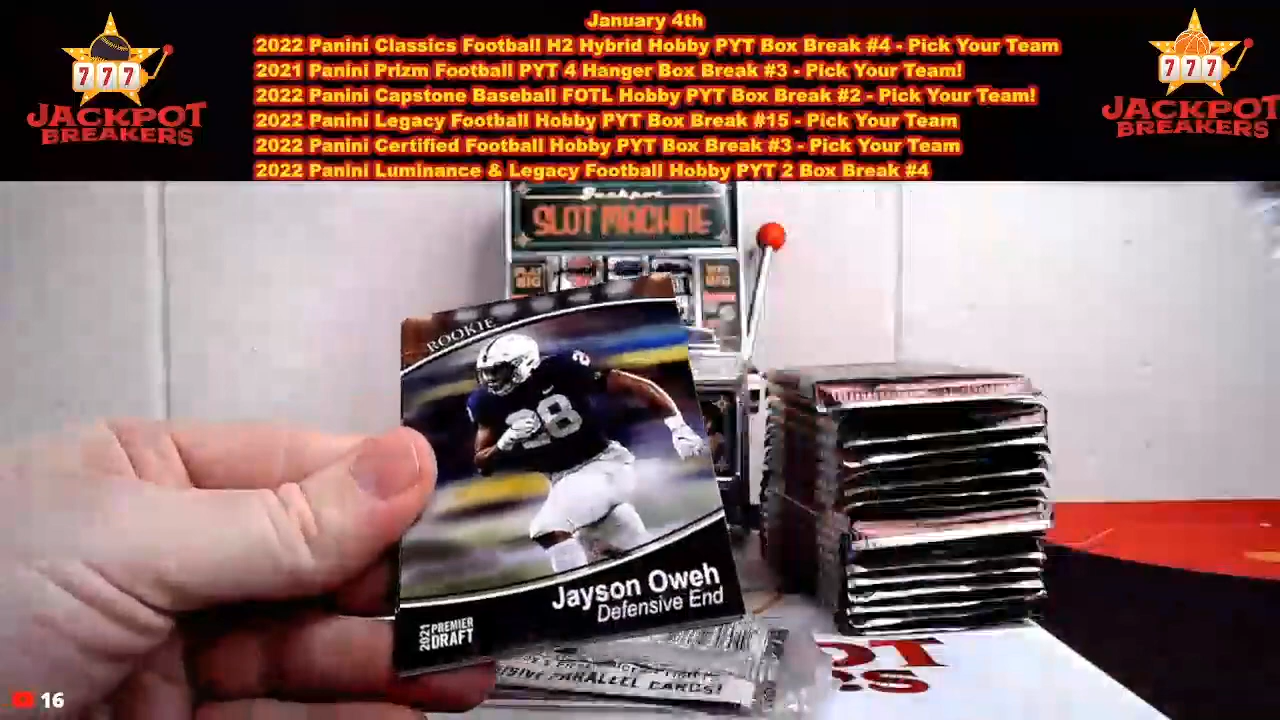 January 4th
2022 Panini Classics Football H2 Hybrid Hobby PYT Box Break #4 - Pick Your Team
2021 Panini Prizm Football PYT 4 Hanger Box Break #3 - Pick Your Team!
2022 Panini Capstone Baseball FOTL Hobby PYT Box Break #2 - Pick Your Team!
2022 Panini Legacy Football Hobby PYT Box Break #15 - Pick Your Team
2022 Panini Certified Football Hobby PYT Box Break #3 - Pick Your Team
2022 Panini Luminance & Legacy Football Hobby PYT 2 Box Break #4
777
JACKPOT
BREAKERS
777
JACKPOT
BREAKERS
SLOT MACHINE
ROOKIE
28
Jayson Oweh
Defensive End
2021 PREMIER
DRAFT
PARALLEL CARDS!
16